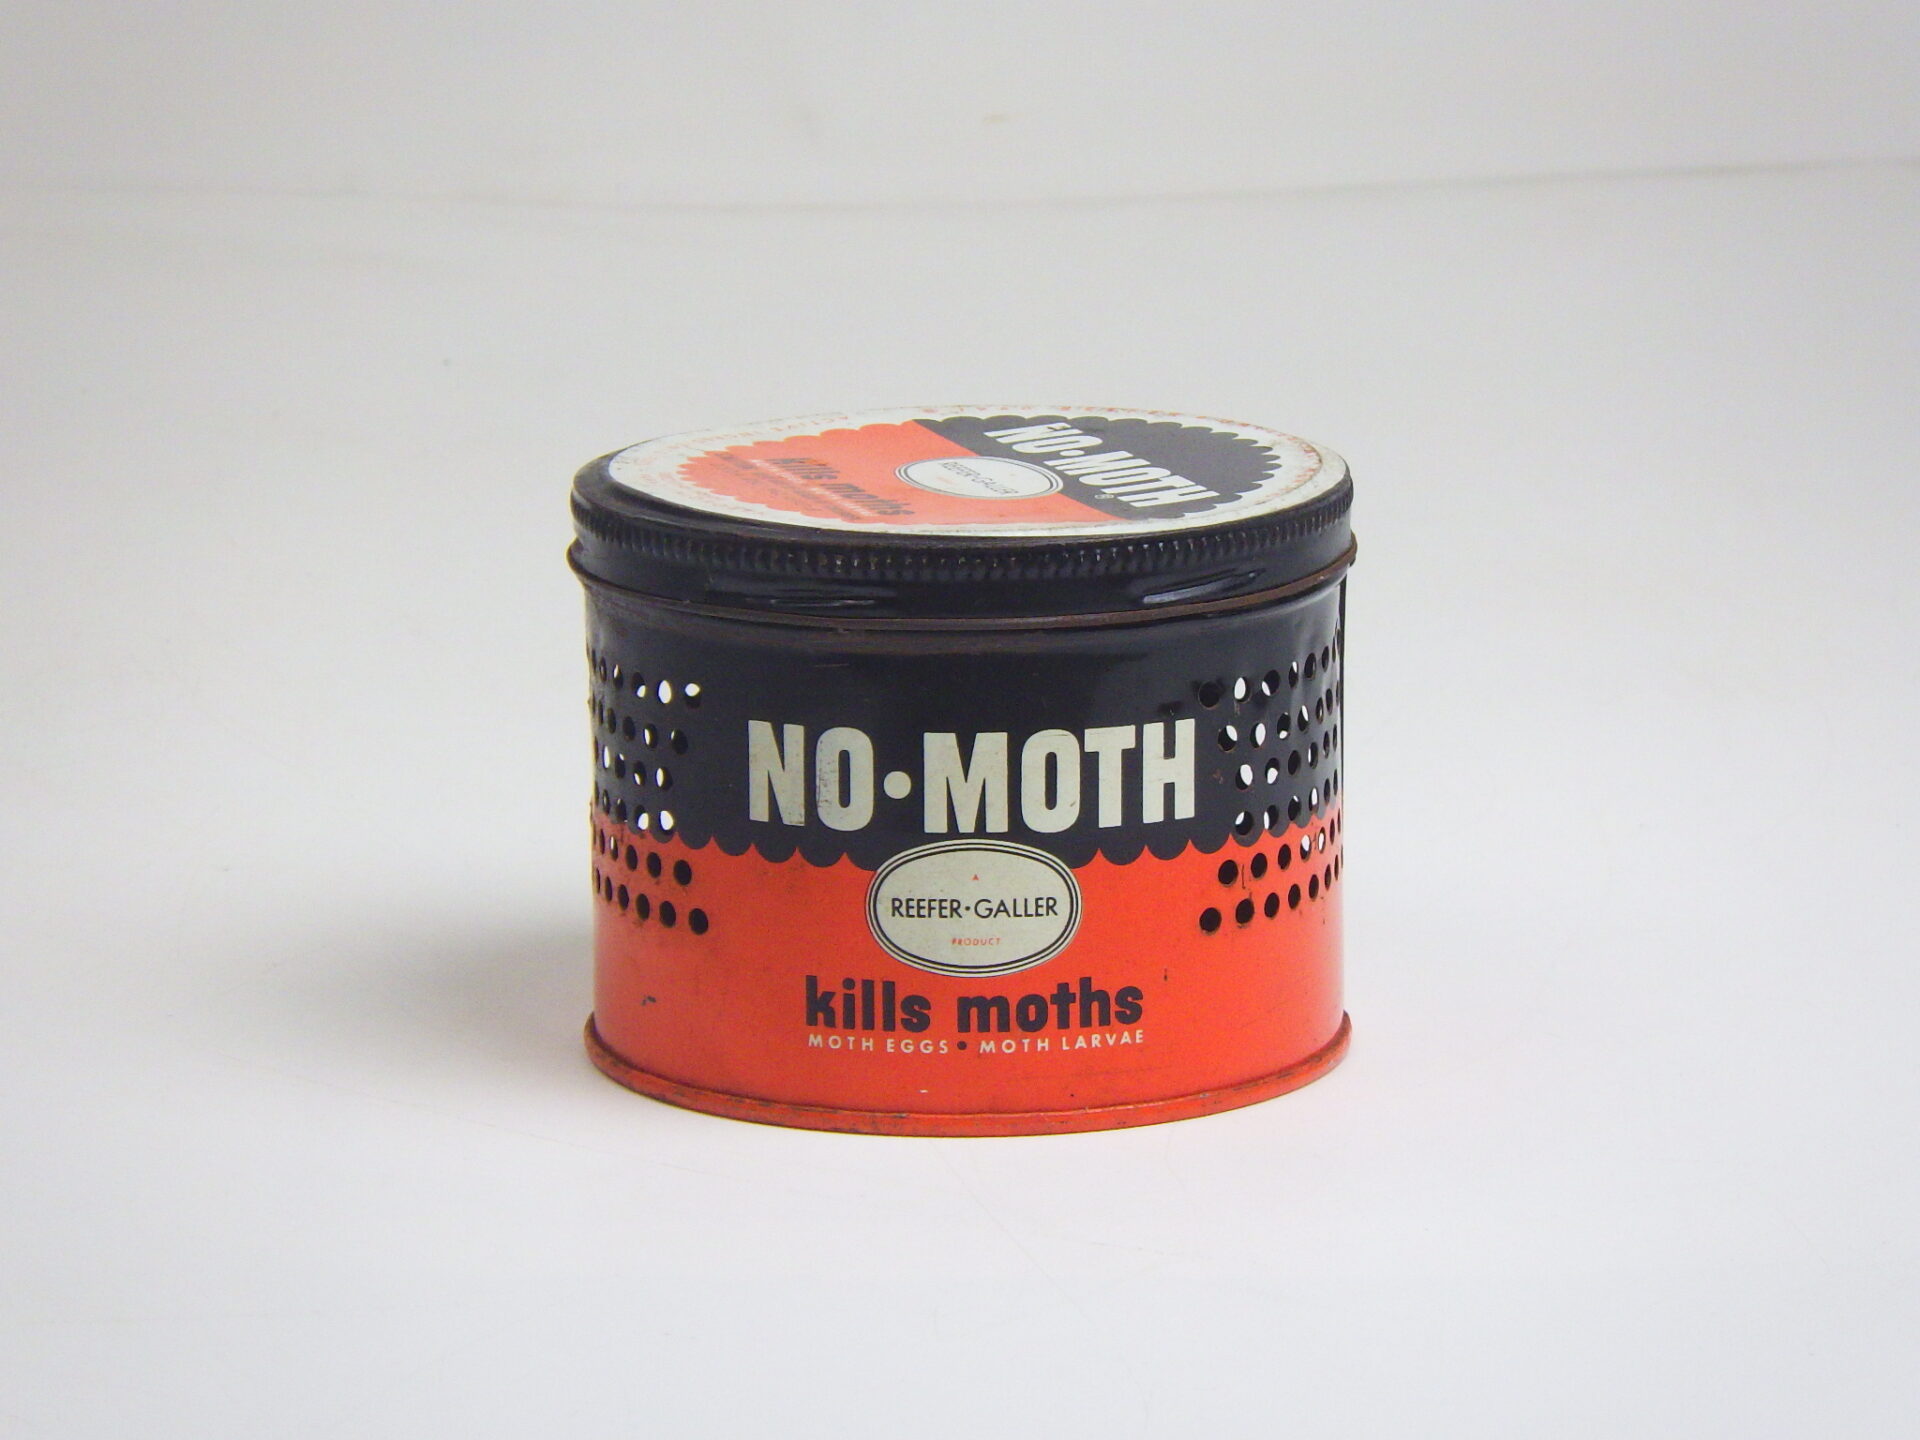 NO•MOTH®
REEFER•GALLER
kills moths
NO•MOTH
A
REEFER•GALLER
PRODUCT
kills moths
MOTH EGGS • MOTH LARVAE